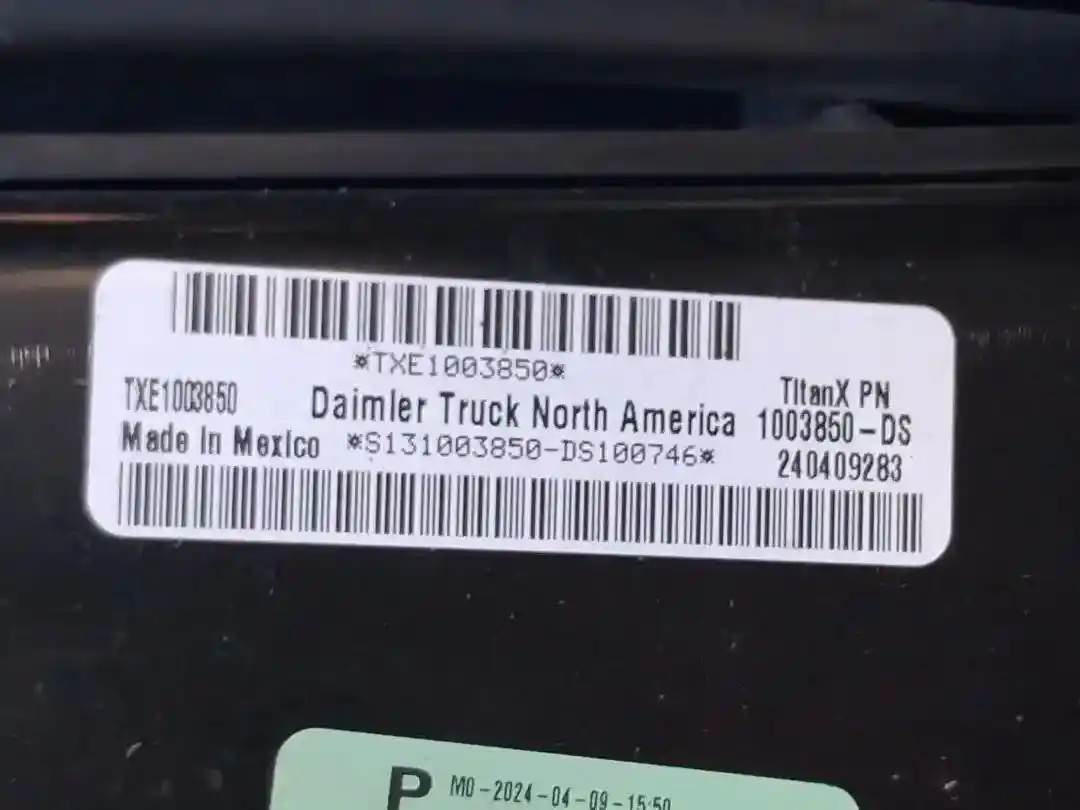 *TXE1003850*
TXE1003850
Daimler Truck North America
TitanX PN
1003850-DS
Made In Mexico
*S131003850-DS100746*
240409283
P
M0-2024-04-09-15:50